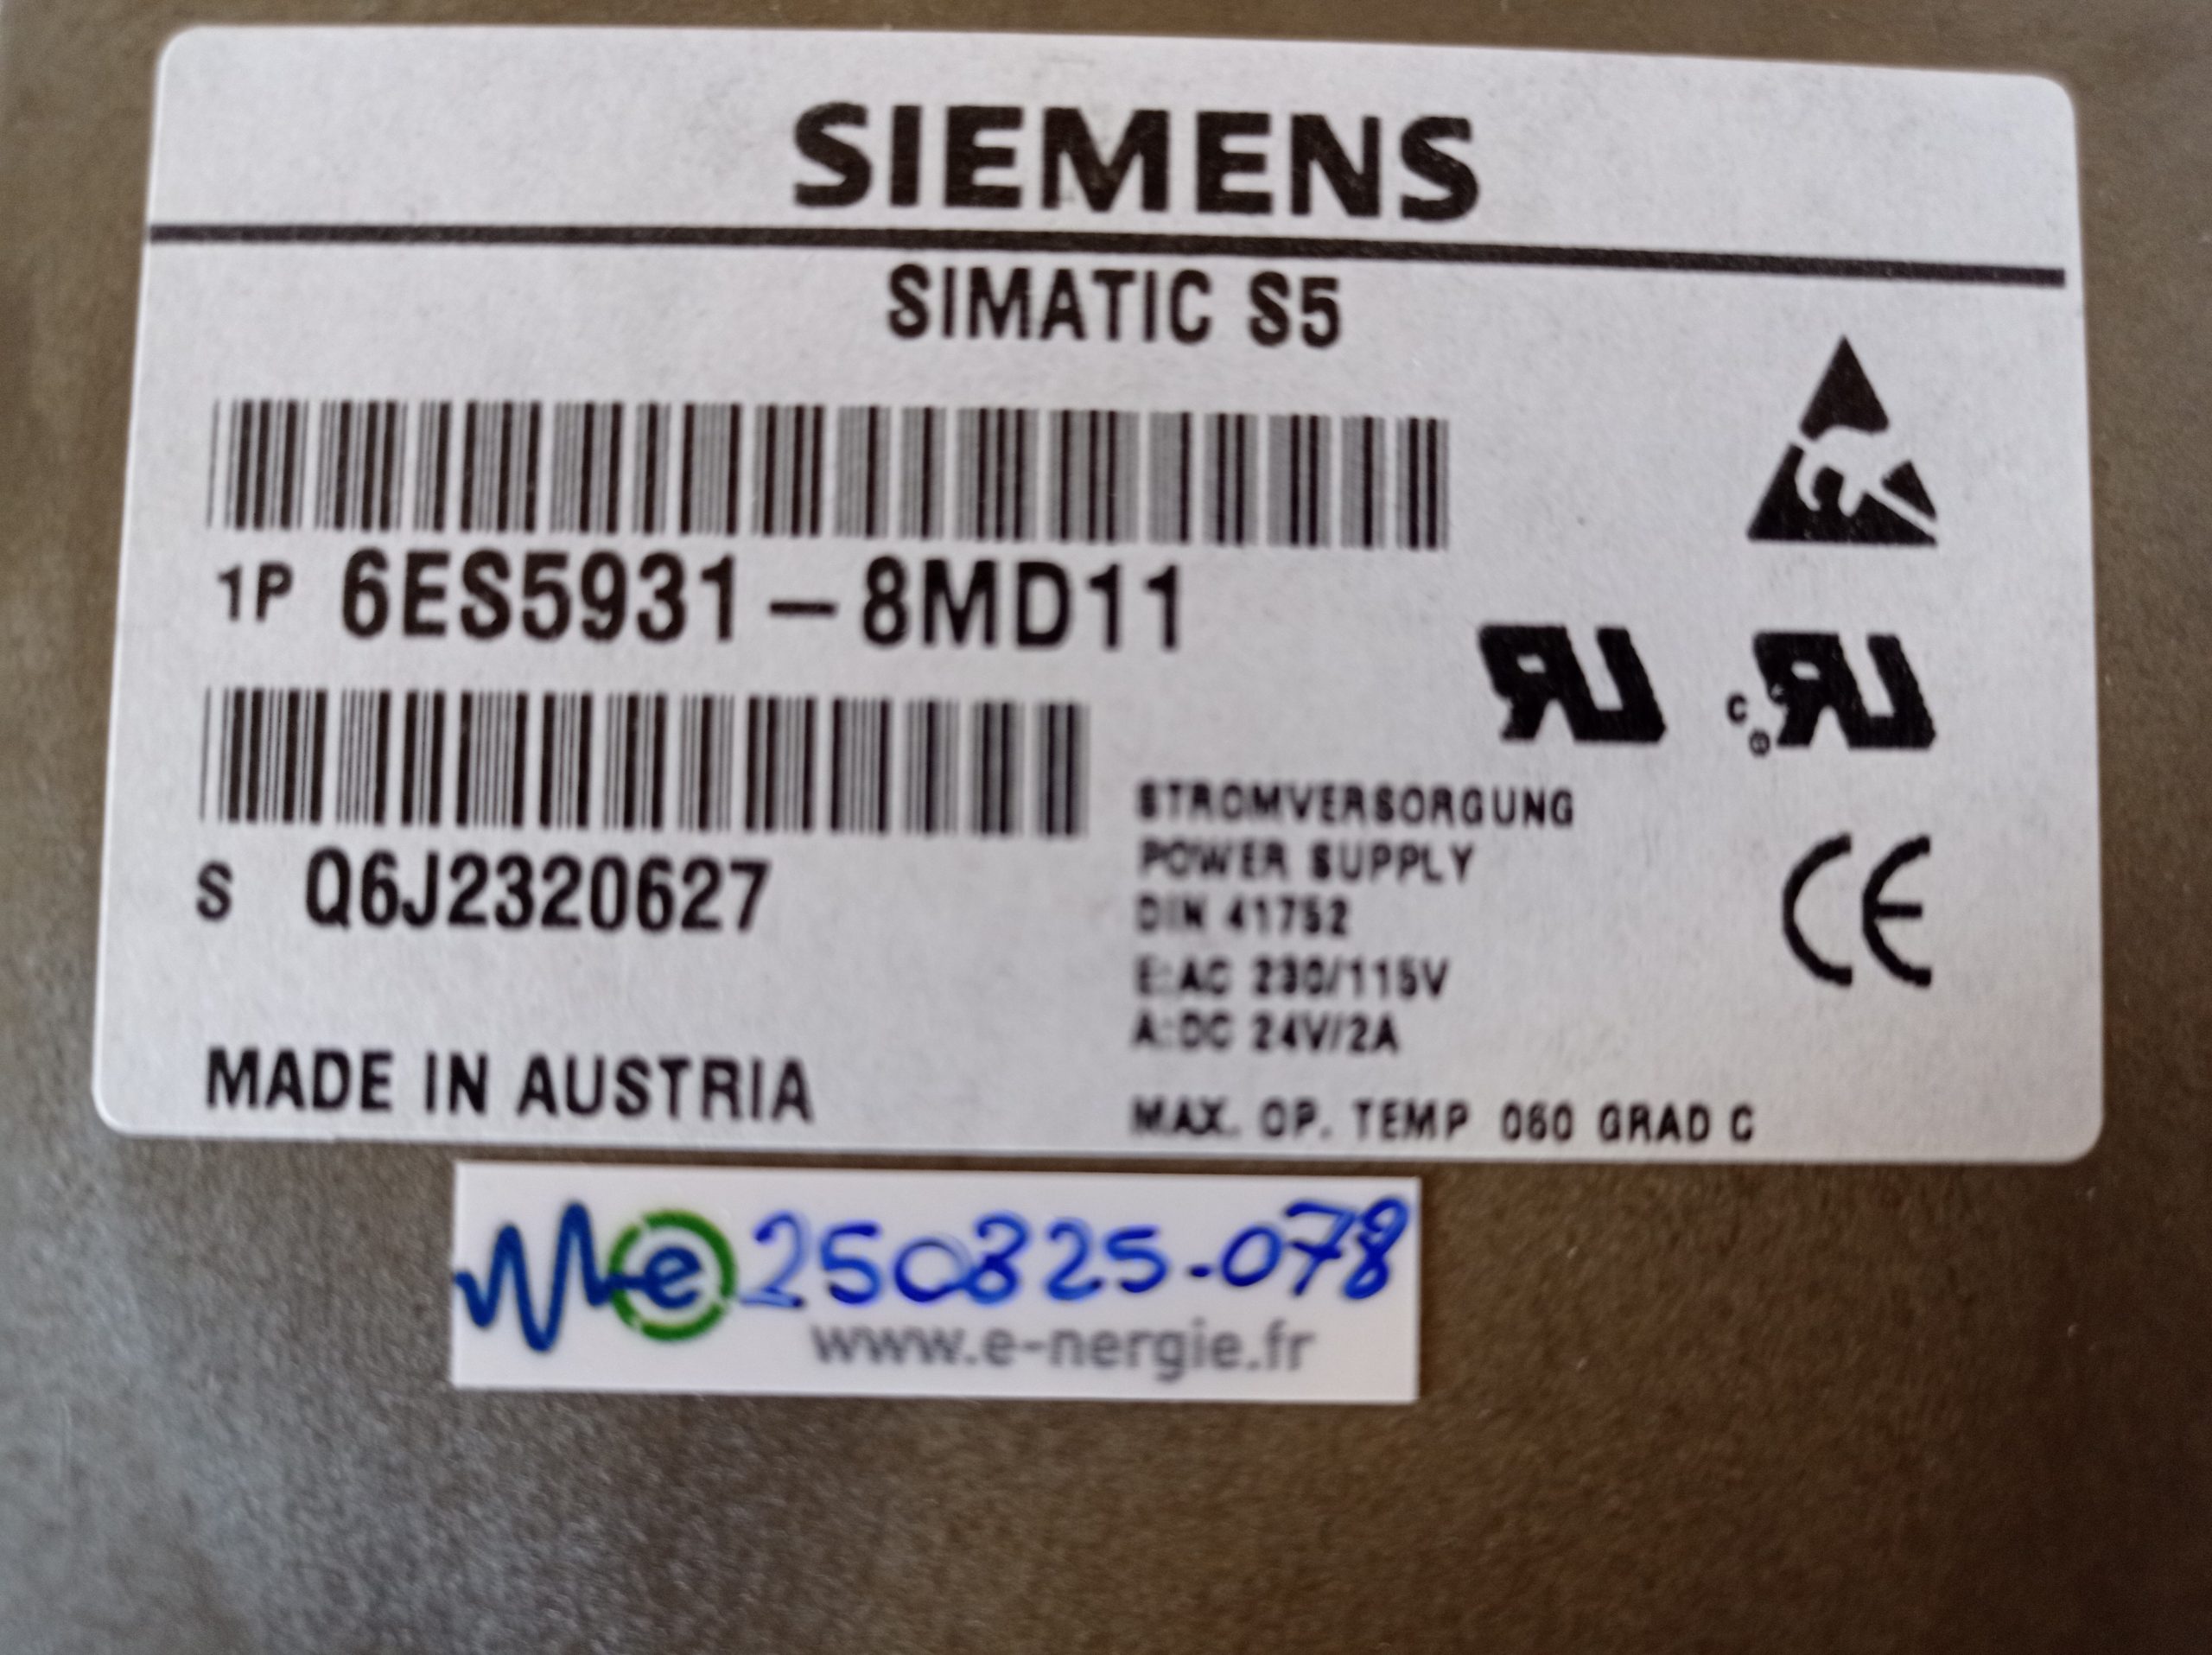 SIEMENS
SIMATIC S5
1P 6ES5931-8MD11
S Q6J2320627
STROMVERSORGUNG
POWER SUPPLY
DIN 41752
E:AC 230/115V
A:DC 24V/2A
MADE IN AUSTRIA
MAX. OP. TEMP 060 GRAD C
e 250325-078
www.e-nergie.fr